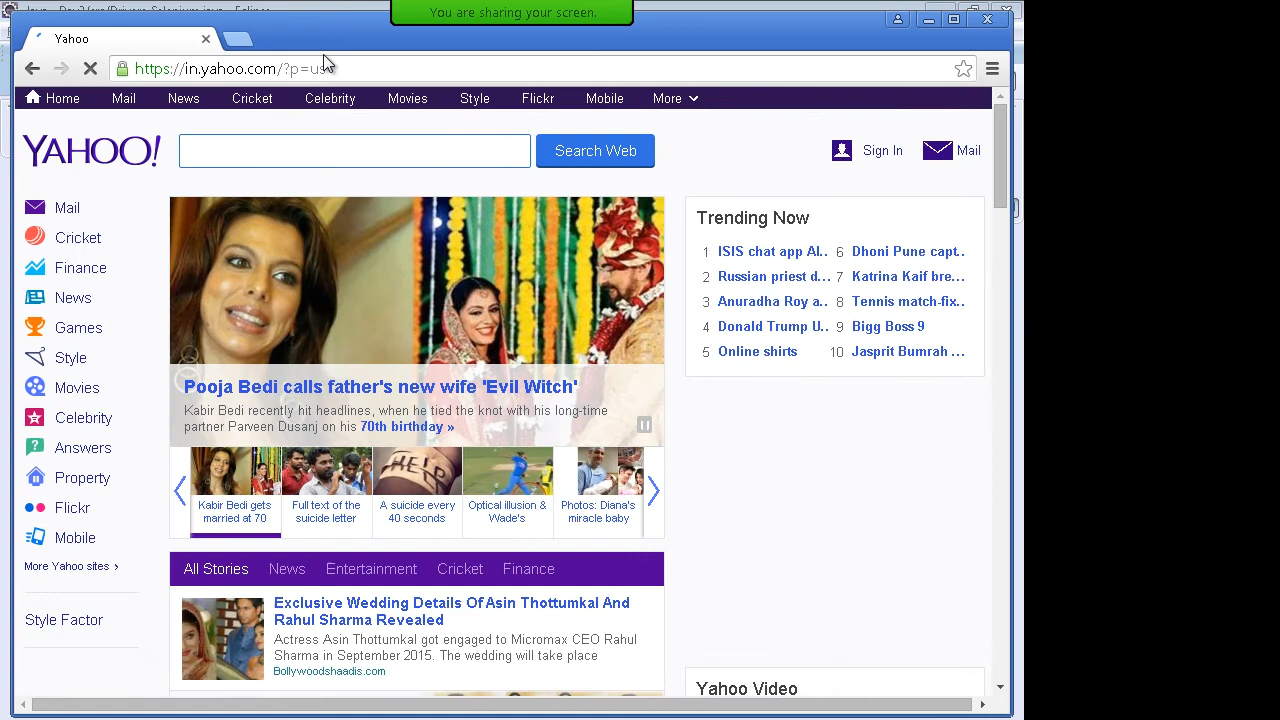 You are sharing your screen.
Yahoo
https://in.yahoo.com/?p=us
Home Mail News Cricket Celebrity Movies Style Flickr Mobile More
YAHOO!
Search Web
Sign In
Mail
Mail
Cricket
Finance
News
Games
Style
Movies
Celebrity
Answers
Property
Flickr
Mobile
More Yahoo sites ›
Style Factor
Pooja Bedi calls father's new wife 'Evil Witch'
Kabir Bedi recently hit headlines, when he tied the knot with his long-time
partner Parveen Dusanj on his 70th birthday »
HELP
Kabir Bedi gets
married at 70
Full text of the
suicide letter
A suicide every
40 seconds
Optical illusion &
Wade's
Photos: Diana's
miracle baby
All Stories News Entertainment Cricket Finance
Exclusive Wedding Details Of Asin Thottumkal And
Rahul Sharma Revealed
Actress Asin Thottumkal got engaged to Micromax CEO Rahul
Sharma in September 2015. The wedding will take place
Bollywoodshaadis.com
Trending Now
1 ISIS chat app Al..
2 Russian priest d...
3 Anuradha Roy a..
4 Donald Trump U..
5 Online shirts
6 Dhoni Pune capt..
7 Katrina Kaif bre...
8 Tennis match-fix..
9 Bigg Boss 9
10 Jasprit Bumrah ...
Yahoo Video